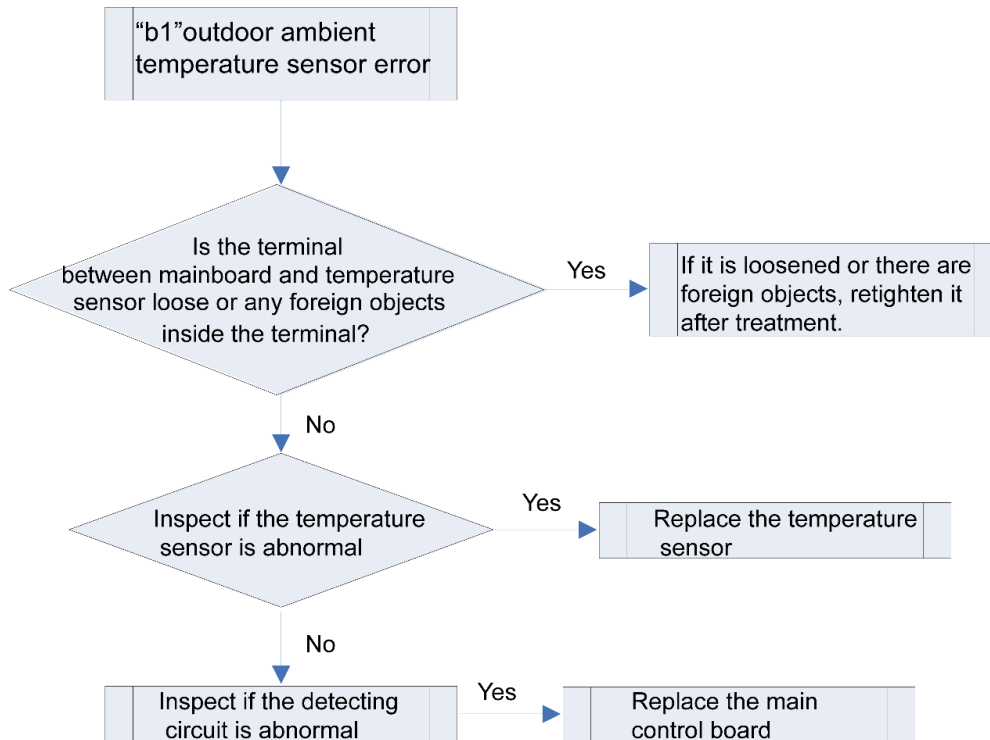 “b1”outdoor ambient
temperature sensor error
Is the terminal
between mainboard and temperature
sensor loose or any foreign objects
inside the terminal?
Yes
If it is loosened or there are
foreign objects, retighten it
after treatment.
No
Inspect if the temperature
sensor is abnormal
Yes
Replace the temperature
sensor
No
Inspect if the detecting
circuit is abnormal
Yes
Replace the main
control board